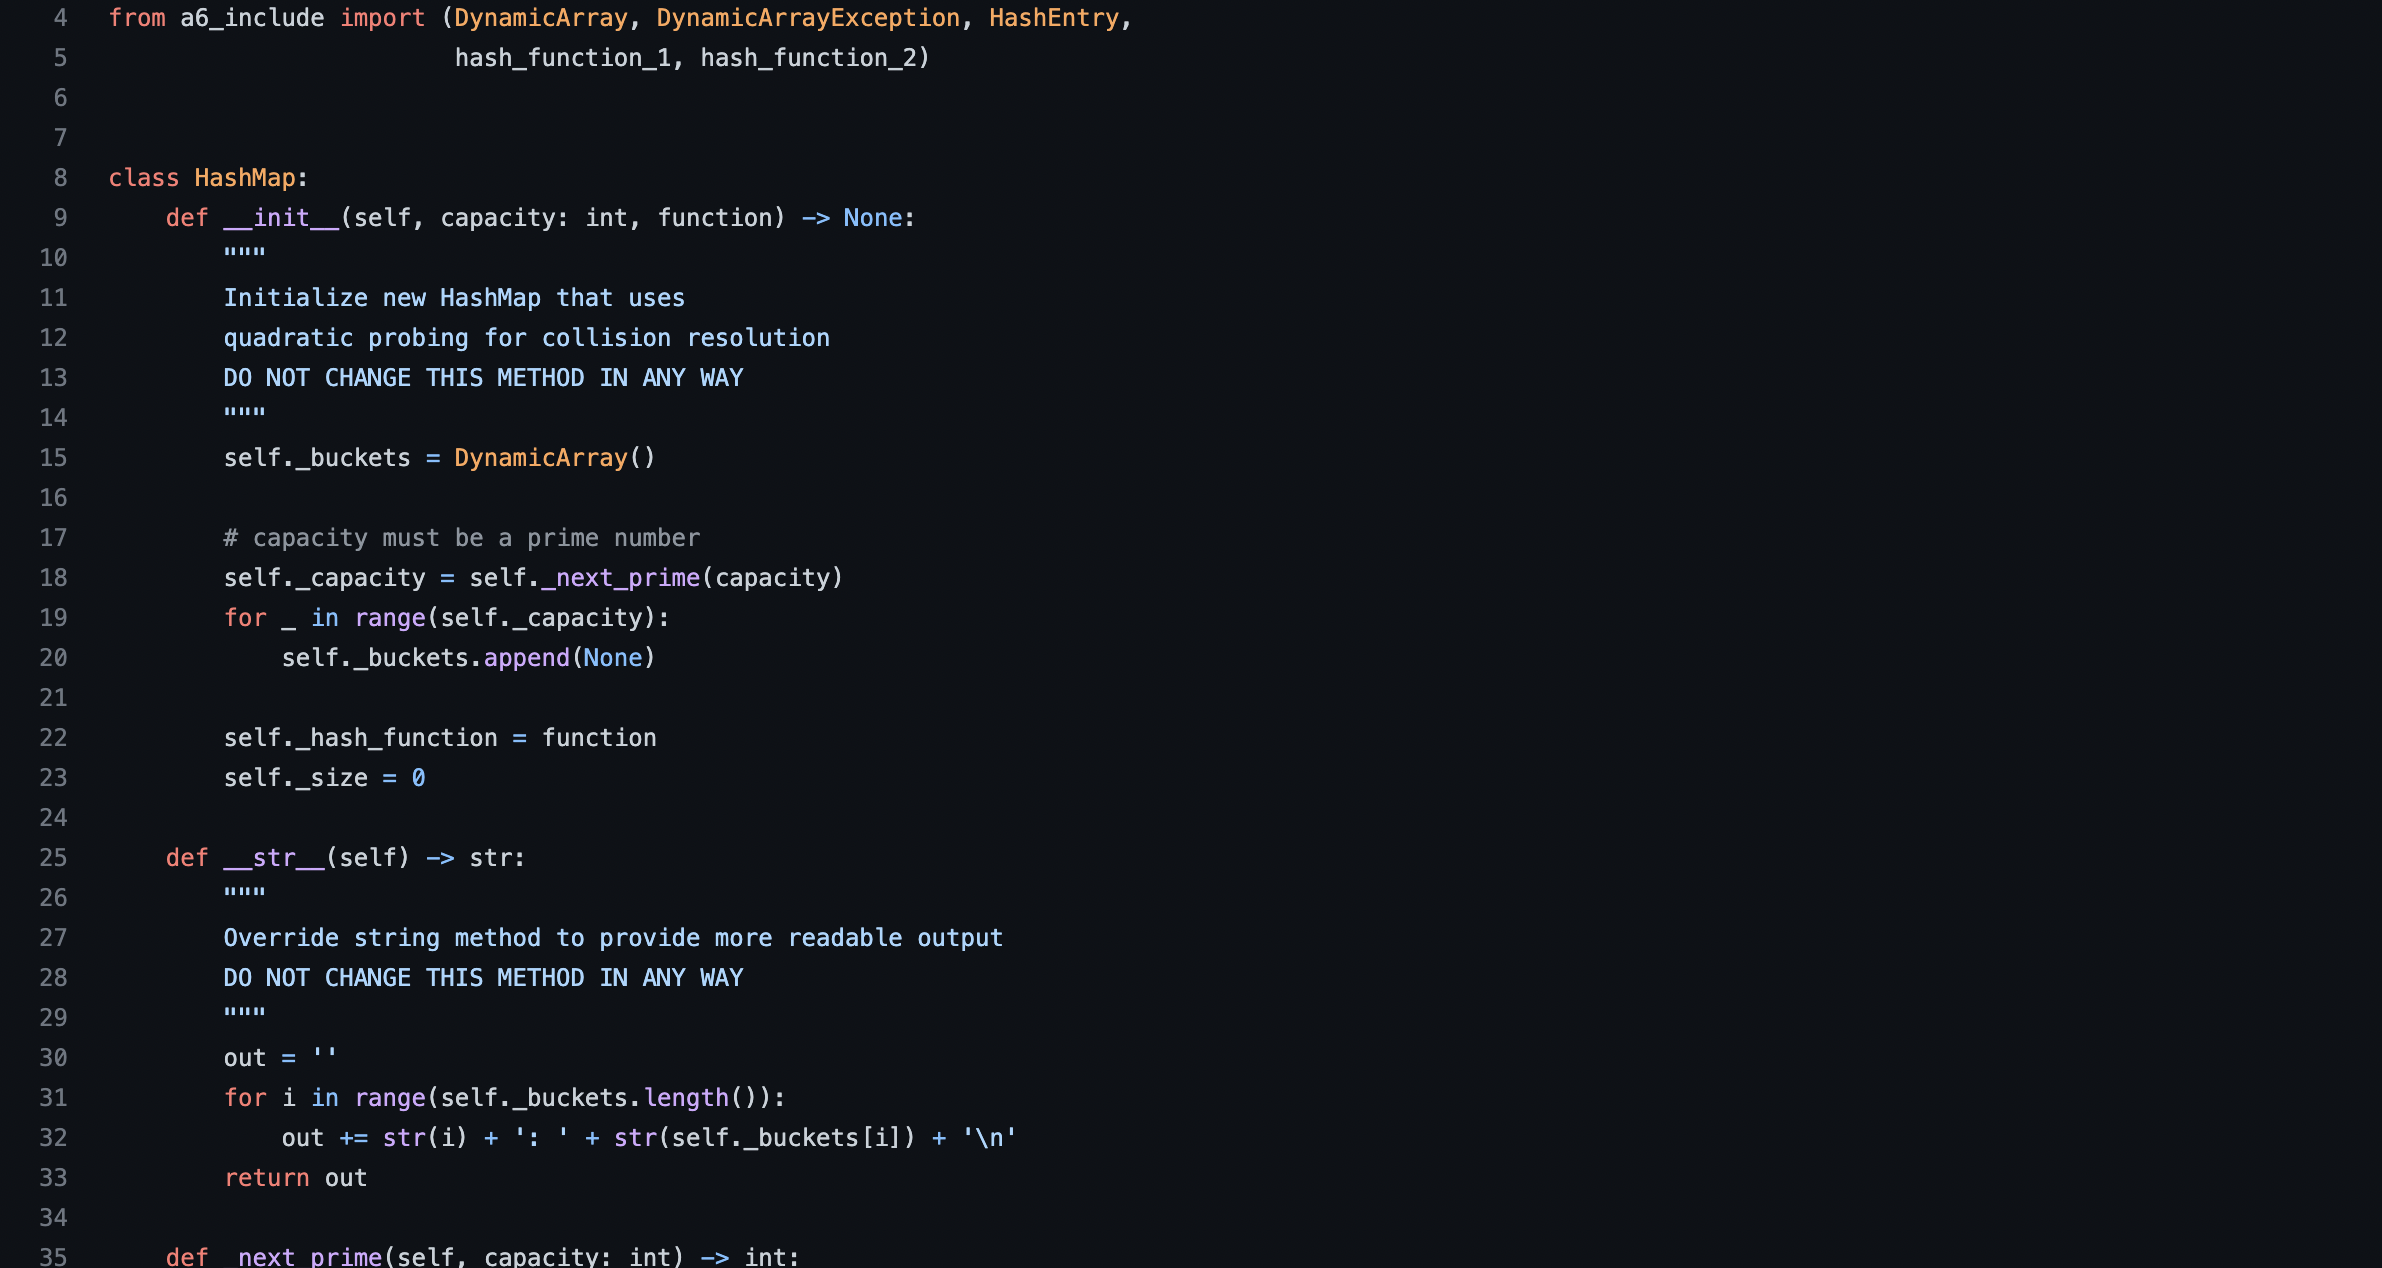 4 from a6_include import (DynamicArray, DynamicArrayException, HashEntry,
5                         hash_function_1, hash_function_2)
6
7
8 class HashMap:
9     def __init__(self, capacity: int, function) -> None:
10         """
11         Initialize new HashMap that uses
12         quadratic probing for collision resolution
13         DO NOT CHANGE THIS METHOD IN ANY WAY
14         """
15         self._buckets = DynamicArray()
16
17         # capacity must be a prime number
18         self._capacity = self._next_prime(capacity)
19         for _ in range(self._capacity):
20             self._buckets.append(None)
21
22         self._hash_function = function
23         self._size = 0
24
25     def __str__(self) -> str:
26         """
27         Override string method to provide more readable output
28         DO NOT CHANGE THIS METHOD IN ANY WAY
29         """
30         out = ''
31         for i in range(self._buckets.length()):
32             out += str(i) + ': ' + str(self._buckets[i]) + '\n'
33         return out
34
35     def _next_prime(self, capacity: int) -> int: